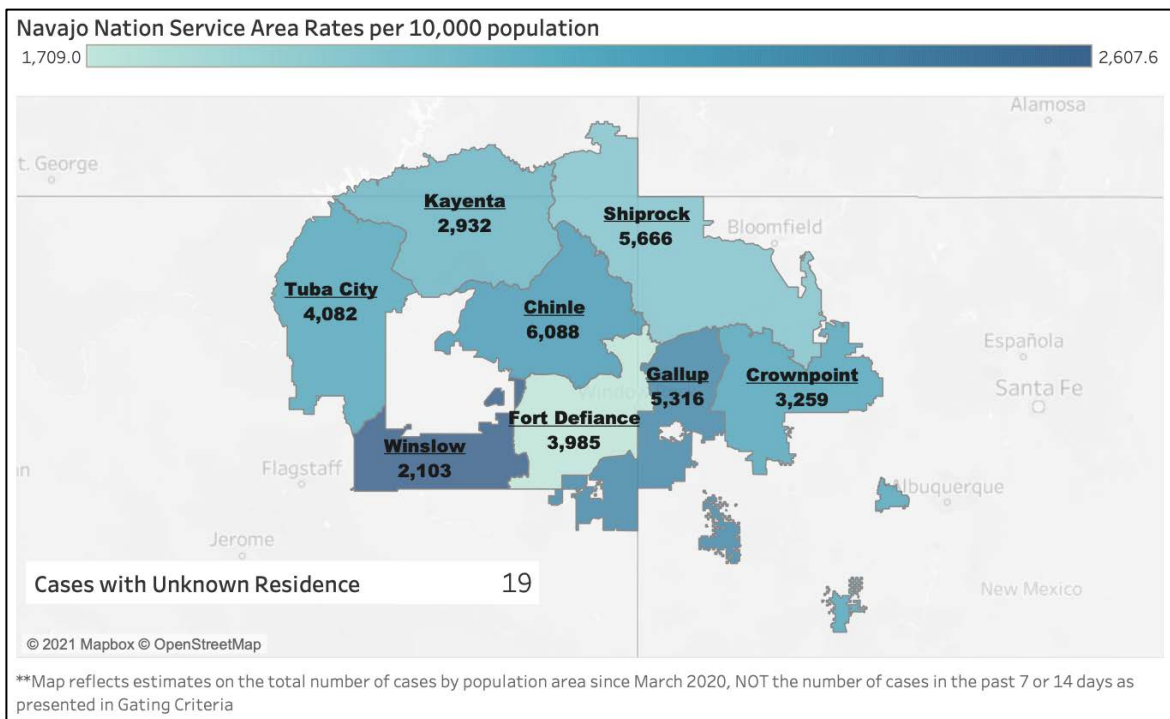 Navajo Nation Service Area Rates per 10,000 population
1,709.0
2,607.6
Alamosa
t. George
Kayenta
2,932
Shiprock
5,666
Bloomfield
Tuba City
4,082
Chinle
6,088
Española
Gallup
5,316
Crownpoint
3,259
Santa Fe
Fort Defiance
3,985
Winslow
2,103
Flagstaff
Albuquerque
Jerome
Cases with Unknown Residence 19
New Mexico
© 2021 Mapbox © OpenStreetMap
**Map reflects estimates on the total number of cases by population area since March 2020, NOT the number of cases in the past 7 or 14 days as
presented in Gating Criteria